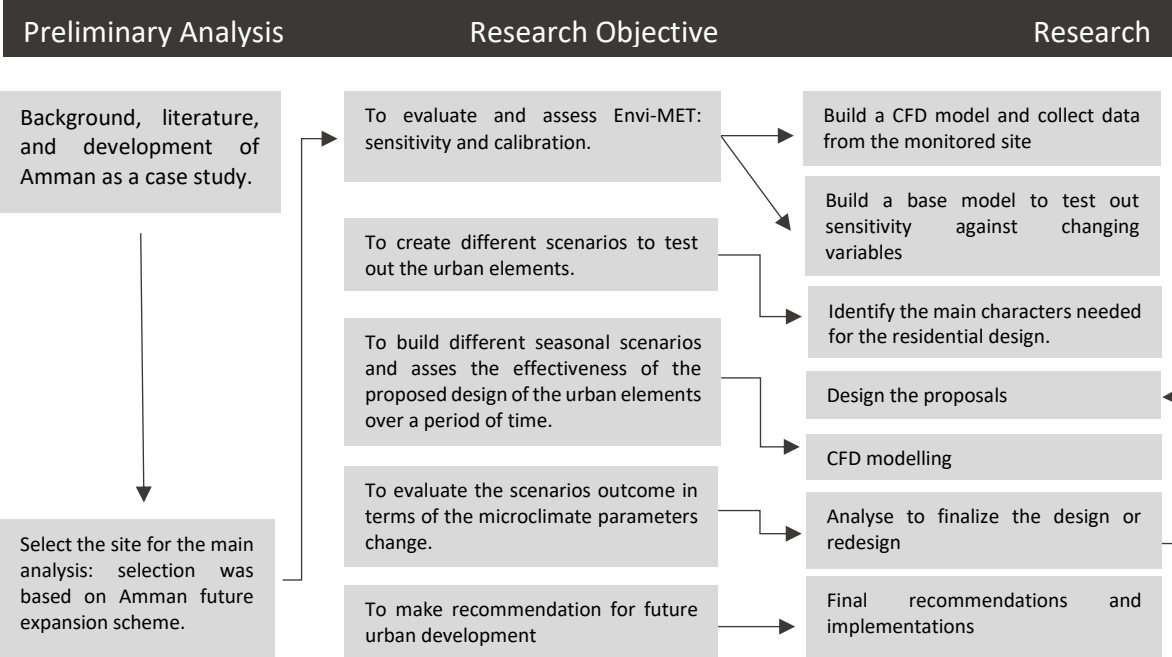 Preliminary Analysis
Research Objective
Research
Background, literature,
and development of
Amman as a case study.
Select the site for the main
analysis: selection was
based on Amman future
expansion scheme.
To evaluate and assess Envi-MET:
sensitivity and calibration.
To create different scenarios to test
out the urban elements.
To build different seasonal scenarios
and asses the effectiveness of the
proposed design of the urban elements
over a period of time.
To evaluate the scenarios outcome in
terms of the microclimate parameters
change.
To make recommendation for future
urban development
Build a CFD model and collect data
from the monitored site
Build a base model to test out
sensitivity against changing
variables
Identify the main characters needed
for the residential design.
Design the proposals
CFD modelling
Analyse to finalize the design or
redesign
Final recommendations and
implementations